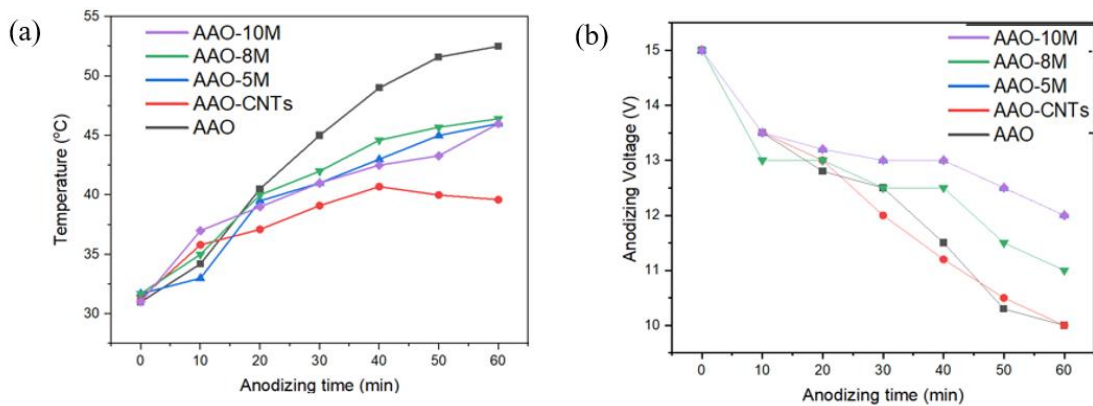 (a)
Temperature (ºC)
55
50
45
40
35
30
AAO-10M
AAO-8M
AAO-5M
AAO-CNTs
AAO
0 10 20 30 40 50 60
Anodizing time (min)
(b)
Anodizing Voltage (V)
15
14
13
12
11
10
AAO-10M
AAO-8M
AAO-5M
AAO-CNTs
AAO
0 10 20 30 40 50 60
Anodizing time (min)